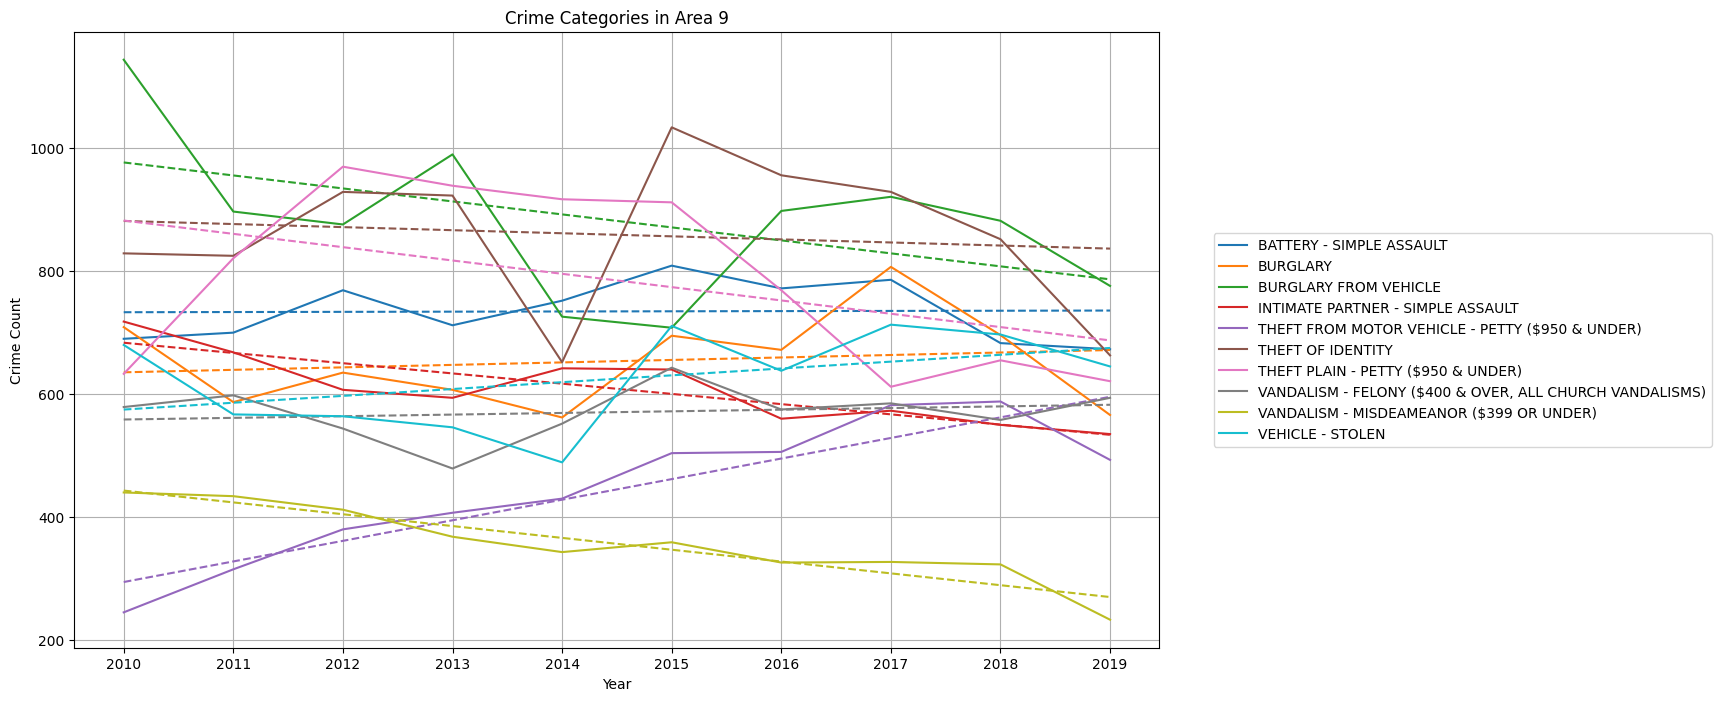 Crime Categories in Area 9
Crime Count
1000
800
600
400
200
2010 2011 2012 2013 2014 2015 2016 2017 2018 2019
Year
BATTERY - SIMPLE ASSAULT
BURGLARY
BURGLARY FROM VEHICLE
INTIMATE PARTNER - SIMPLE ASSAULT
THEFT FROM MOTOR VEHICLE - PETTY ($950 & UNDER)
THEFT OF IDENTITY
THEFT PLAIN - PETTY ($950 & UNDER)
VANDALISM - FELONY ($400 & OVER, ALL CHURCH VANDALISMS)
VANDALISM - MISDEAMEANOR ($399 OR UNDER)
VEHICLE - STOLEN